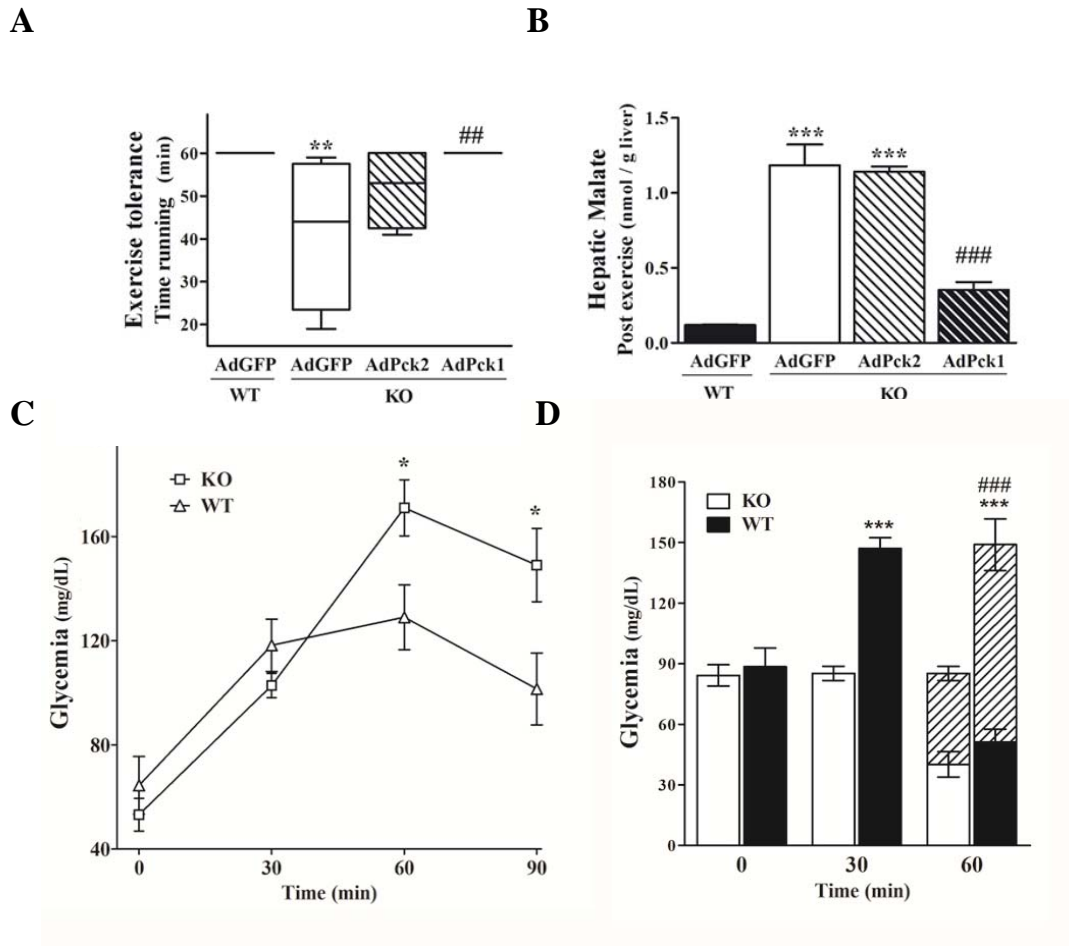 A
Exercise tolerance
Time running (min)
60
50
40
30
20
**
##
AdGFP AdGFP AdPck2 AdPck1
WT KO
B
Hepatic Malate
Post exercise (nmol / g liver)
1.5
1.0
0.5
0.0
***
***
###
AdGFP AdGFP AdPck2 AdPck1
WT KO
C
Glycemia (mg/dL)
160
120
80
40
KO
WT
*
*
0 30 60 90
Time (min)
D
Glycemia (mg/dL)
180
150
120
90
60
30
0
KO
WT
***
###
***
0 30 60
Time (min)